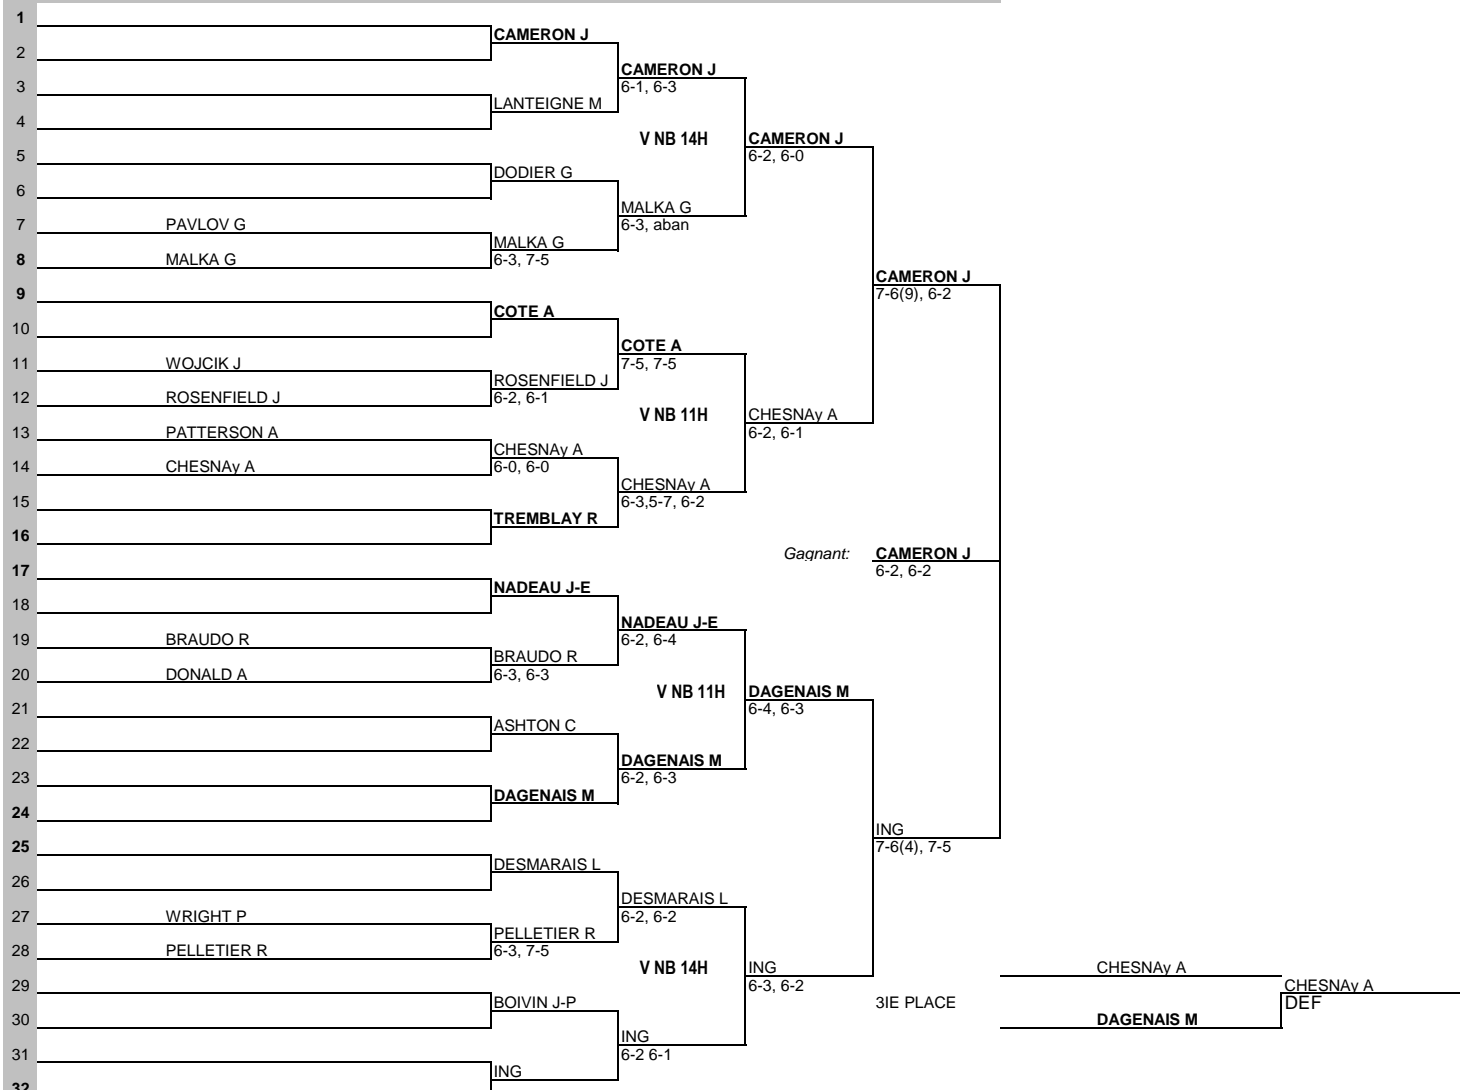 1
CAMERON J
2
CAMERON J
3
6-1, 6-3
LANTEIGNE M
4
V NB 14H
CAMERON J
5
6-2, 6-0
DODIER G
6
MALKA G
7
PAVLOV G
6-3, aban
MALKA G
8
MALKA G
6-3, 7-5
CAMERON J
9
7-6(9), 6-2
COTE A
10
COTE A
11
WOJCIK J
7-5, 7-5
ROSENFIELD J
12
ROSENFIELD J
6-2, 6-1
V NB 11H
CHESNAy A
13
PATTERSON A
6-2, 6-1
CHESNAy A
14
CHESNAy A
6-0, 6-0
CHESNAy A
15
6-3,5-7, 6-2
TREMBLAY R
16
Gagnant:
CAMERON J
17
6-2, 6-2
NADEAU J-E
18
NADEAU J-E
19
BRAUDO R
6-2, 6-4
BRAUDO R
20
DONALD A
6-3, 6-3
V NB 11H
DAGENAIS M
21
6-4, 6-3
ASHTON C
22
DAGENAIS M
23
6-2, 6-3
DAGENAIS M
24
ING
25
7-6(4), 7-5
DESMARAIS L
26
DESMARAIS L
27
WRIGHT P
6-2, 6-2
PELLETIER R
28
PELLETIER R
6-3, 7-5
V NB 14H
ING
CHESNAy A
29
6-3, 6-2
CHESNAy A
BOIVIN J-P
3IE PLACE
DEF
30
DAGENAIS M
ING
31
6-2 6-1
ING
32